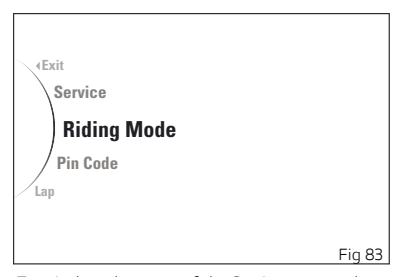 ◂Exit
Service
Riding Mode
Pin Code
Lap
Fig 83